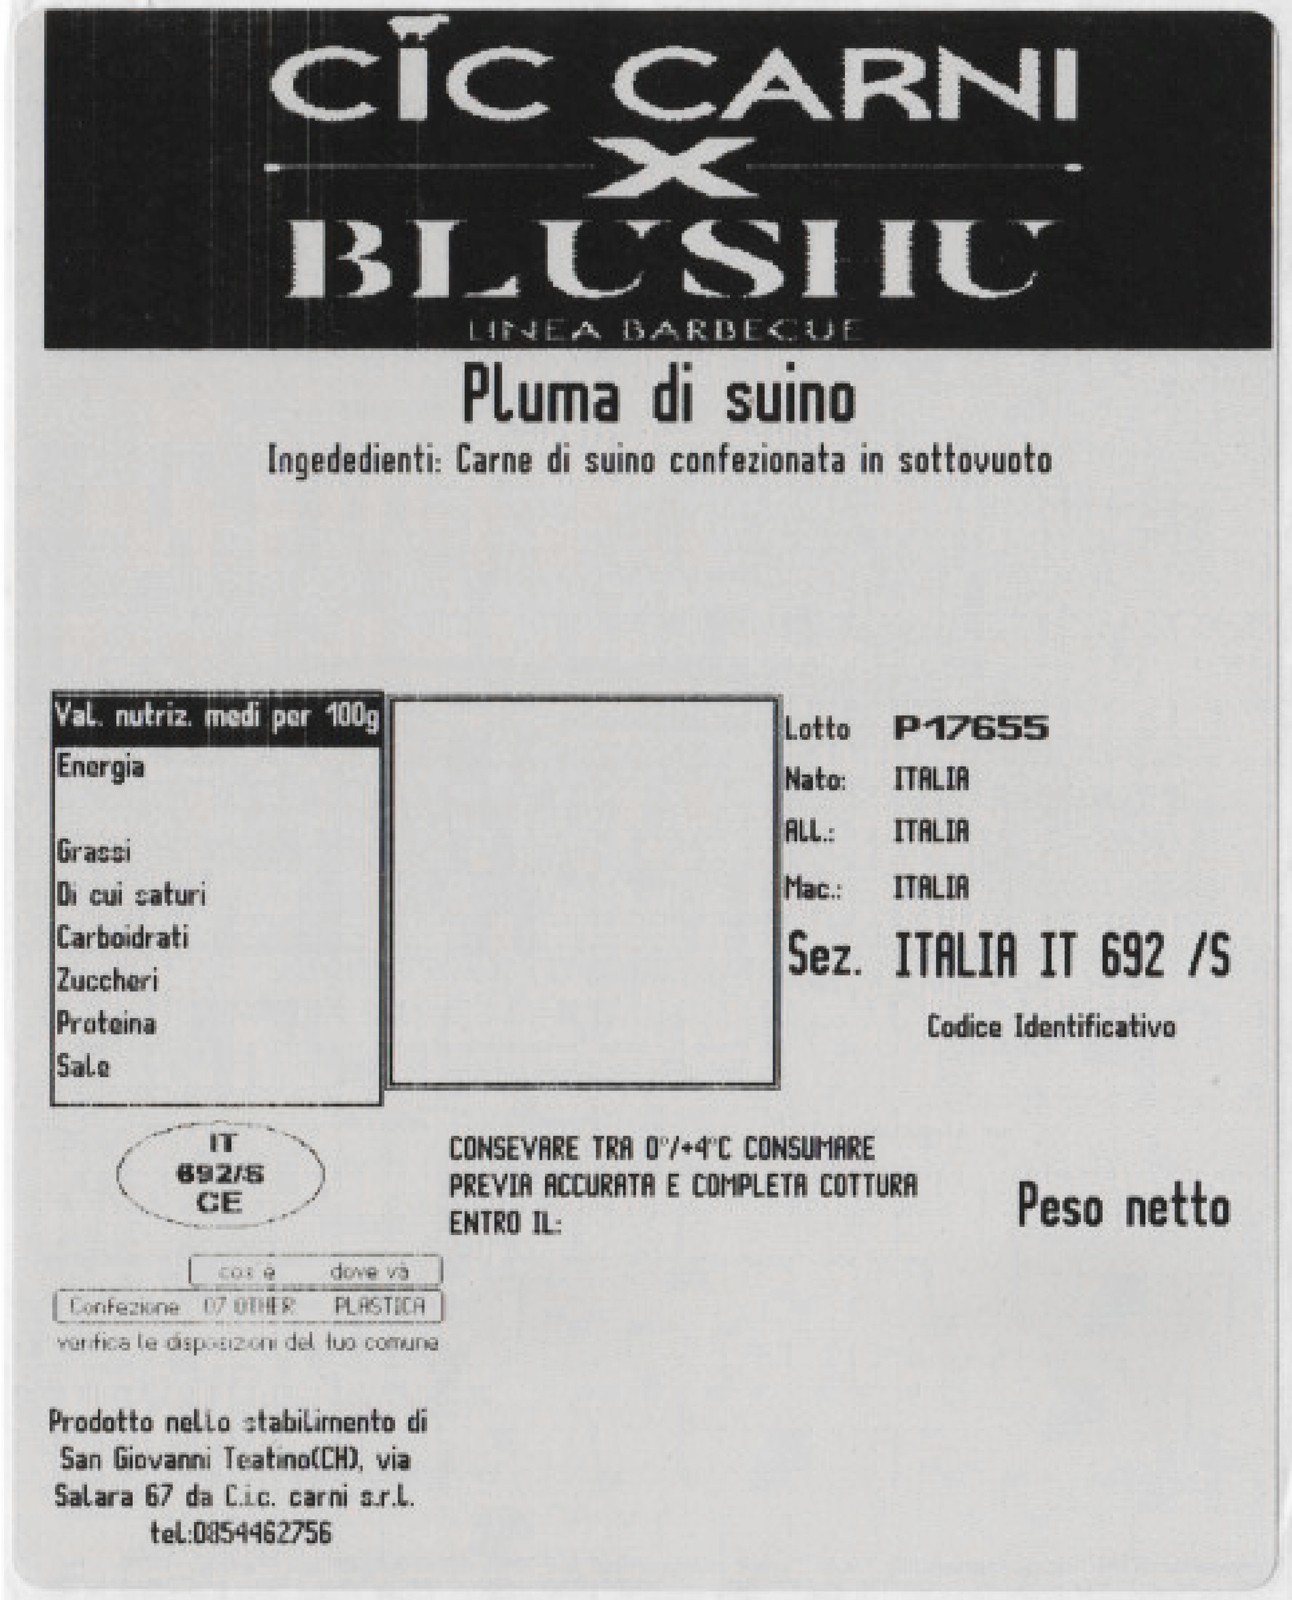 CIC CARNI
X
BLUSHU
LINEA BARBECUE
Pluma di suino
Ingededienti: Carne di suino confezionata in sottovuoto
Val. nutriz. medi per 100g
Energia
Grassi
Di cui saturi
Carboidrati
Zuccheri
Proteina
Sale
Lotto P17655
Nato: ITALIA
All.: ITALIA
Mac.: ITALIA
Sez. ITALIA IT 692 /S
Codice Identificativo
IT
692/S
CE
CONSEVARE TRA 0°/+4°C CONSUMARE
PREVIA ACCURATA E COMPLETA COTTURA
ENTRO IL:
Peso netto
cos'è dove và
Confezione 07 OTHER PLASTICA
verifica le disposizioni del tuo comune
Prodotto nello stabilimento di
San Giovanni Teatino(CH), via
Salara 67 da C.i.c. carni s.r.l.
tel:0854462756